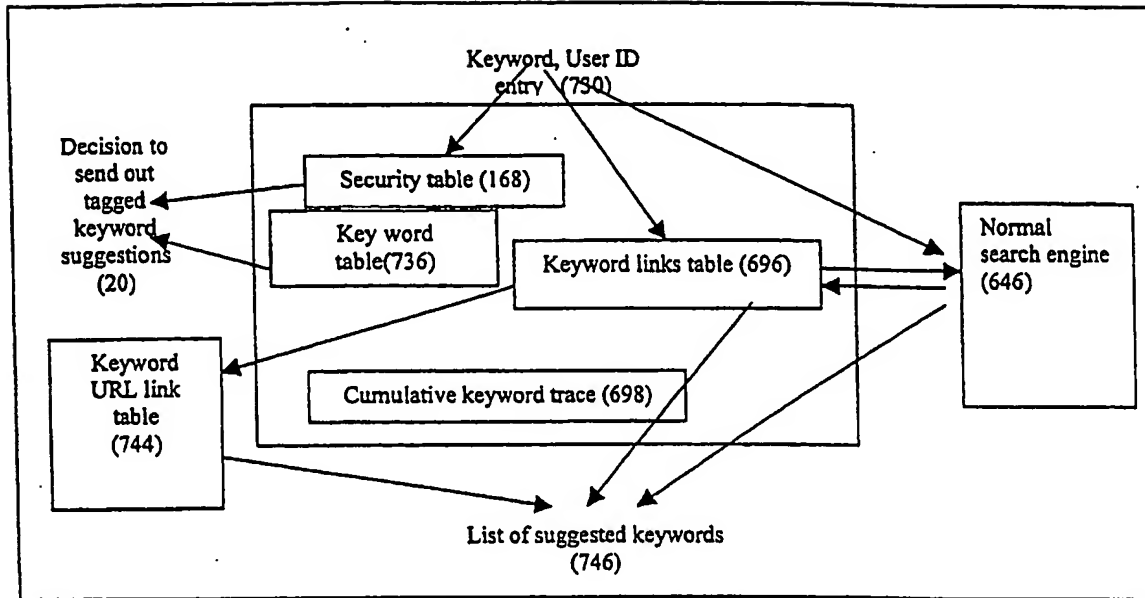 Keyword, User ID
entry (730)
Decision to
send out
tagged
keyword
suggestions
(20)
Security table (168)
Key word
table(736)
Keyword links table (696)
Normal
search engine
(646)
Keyword
URL link
table
(744)
Cumulative keyword trace (698)
List of suggested keywords
(746)